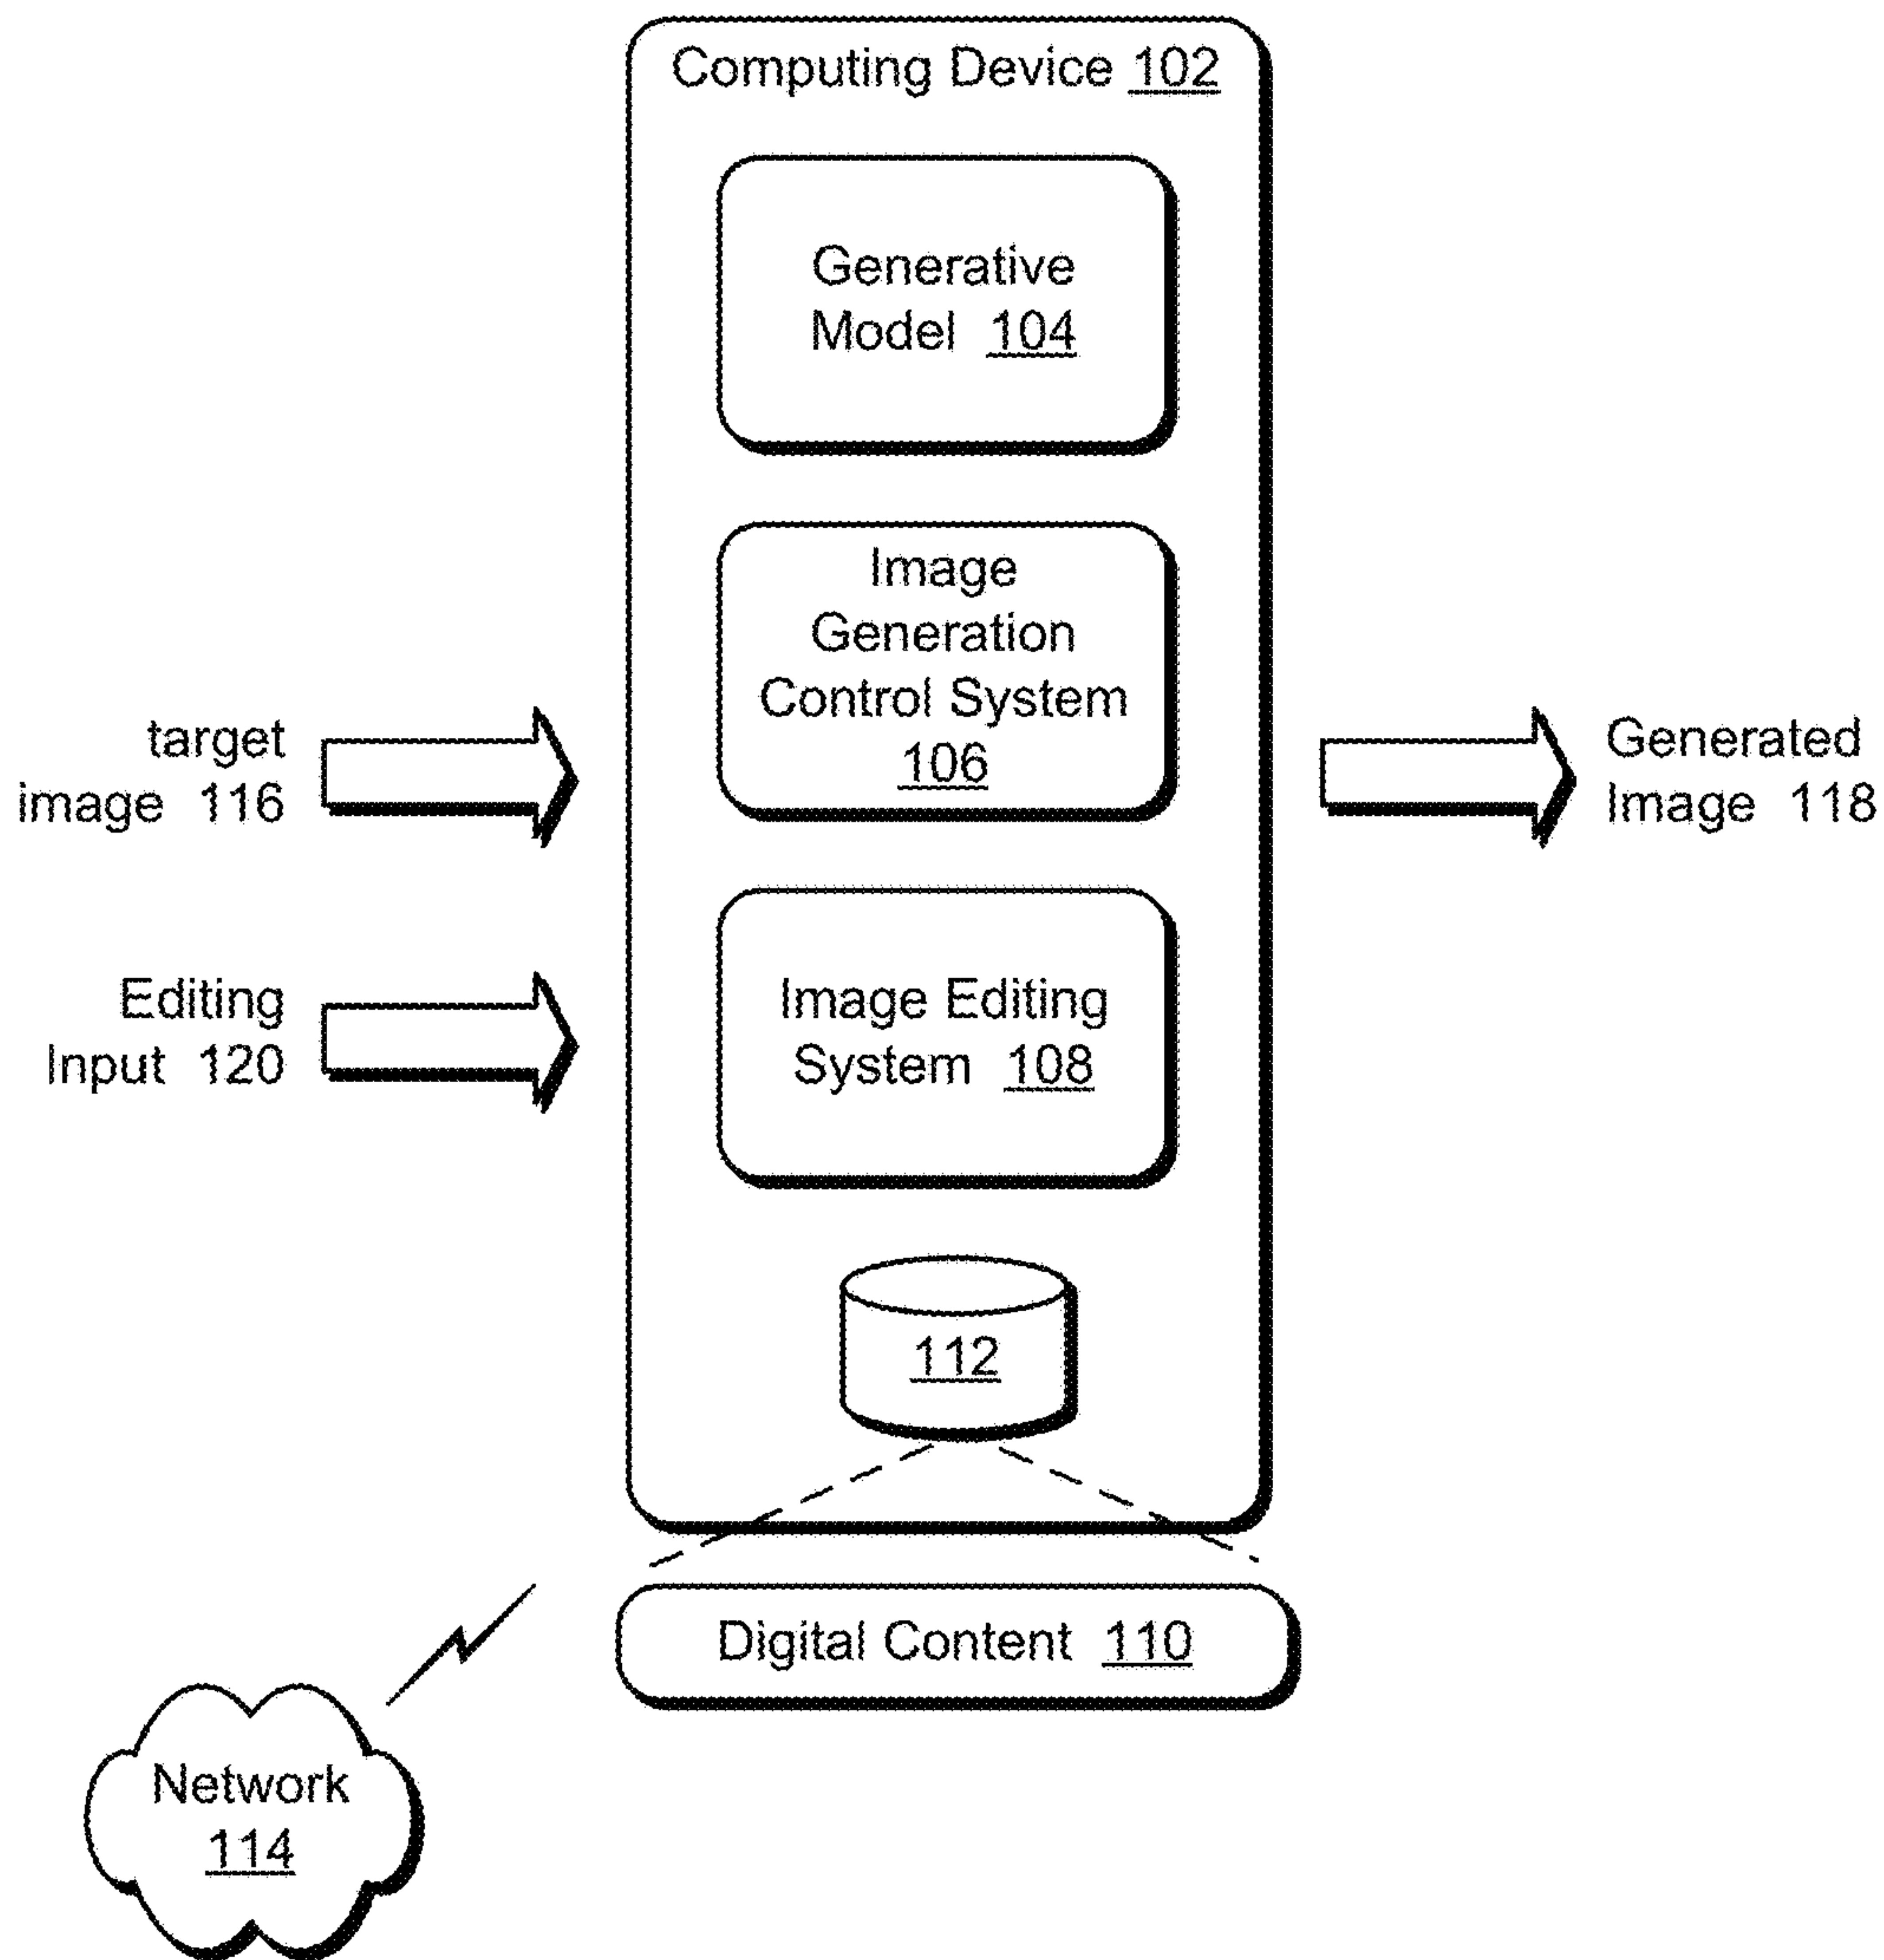 Computing Device 102
Generative
Model 104
Image
Generation
Control System
106
target
image 116
Generated
Image 118
Editing
Input 120
Image Editing
System 108
112
Digital Content 110
Network
114